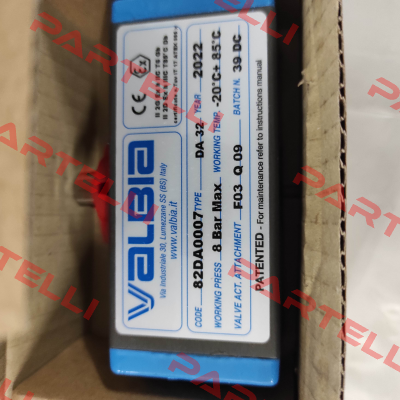 VALBIA
Via Industriale 30, Lumezzane SS (BS) Italy
www.valbia.it
CE Ex
CODE 82DA0007 TYPE DA 32 YEAR 2022
WORKING PRESS 8 Bar Max WORKING TEMP. -20°C+ 85°C
VALVE ACT. ATTACHMENT F03 Q 09 BATCH N. 39 DC
PATENTED - For maintenance refer to instructions manual
PARTELLI
PARTELLI
PARTELLI